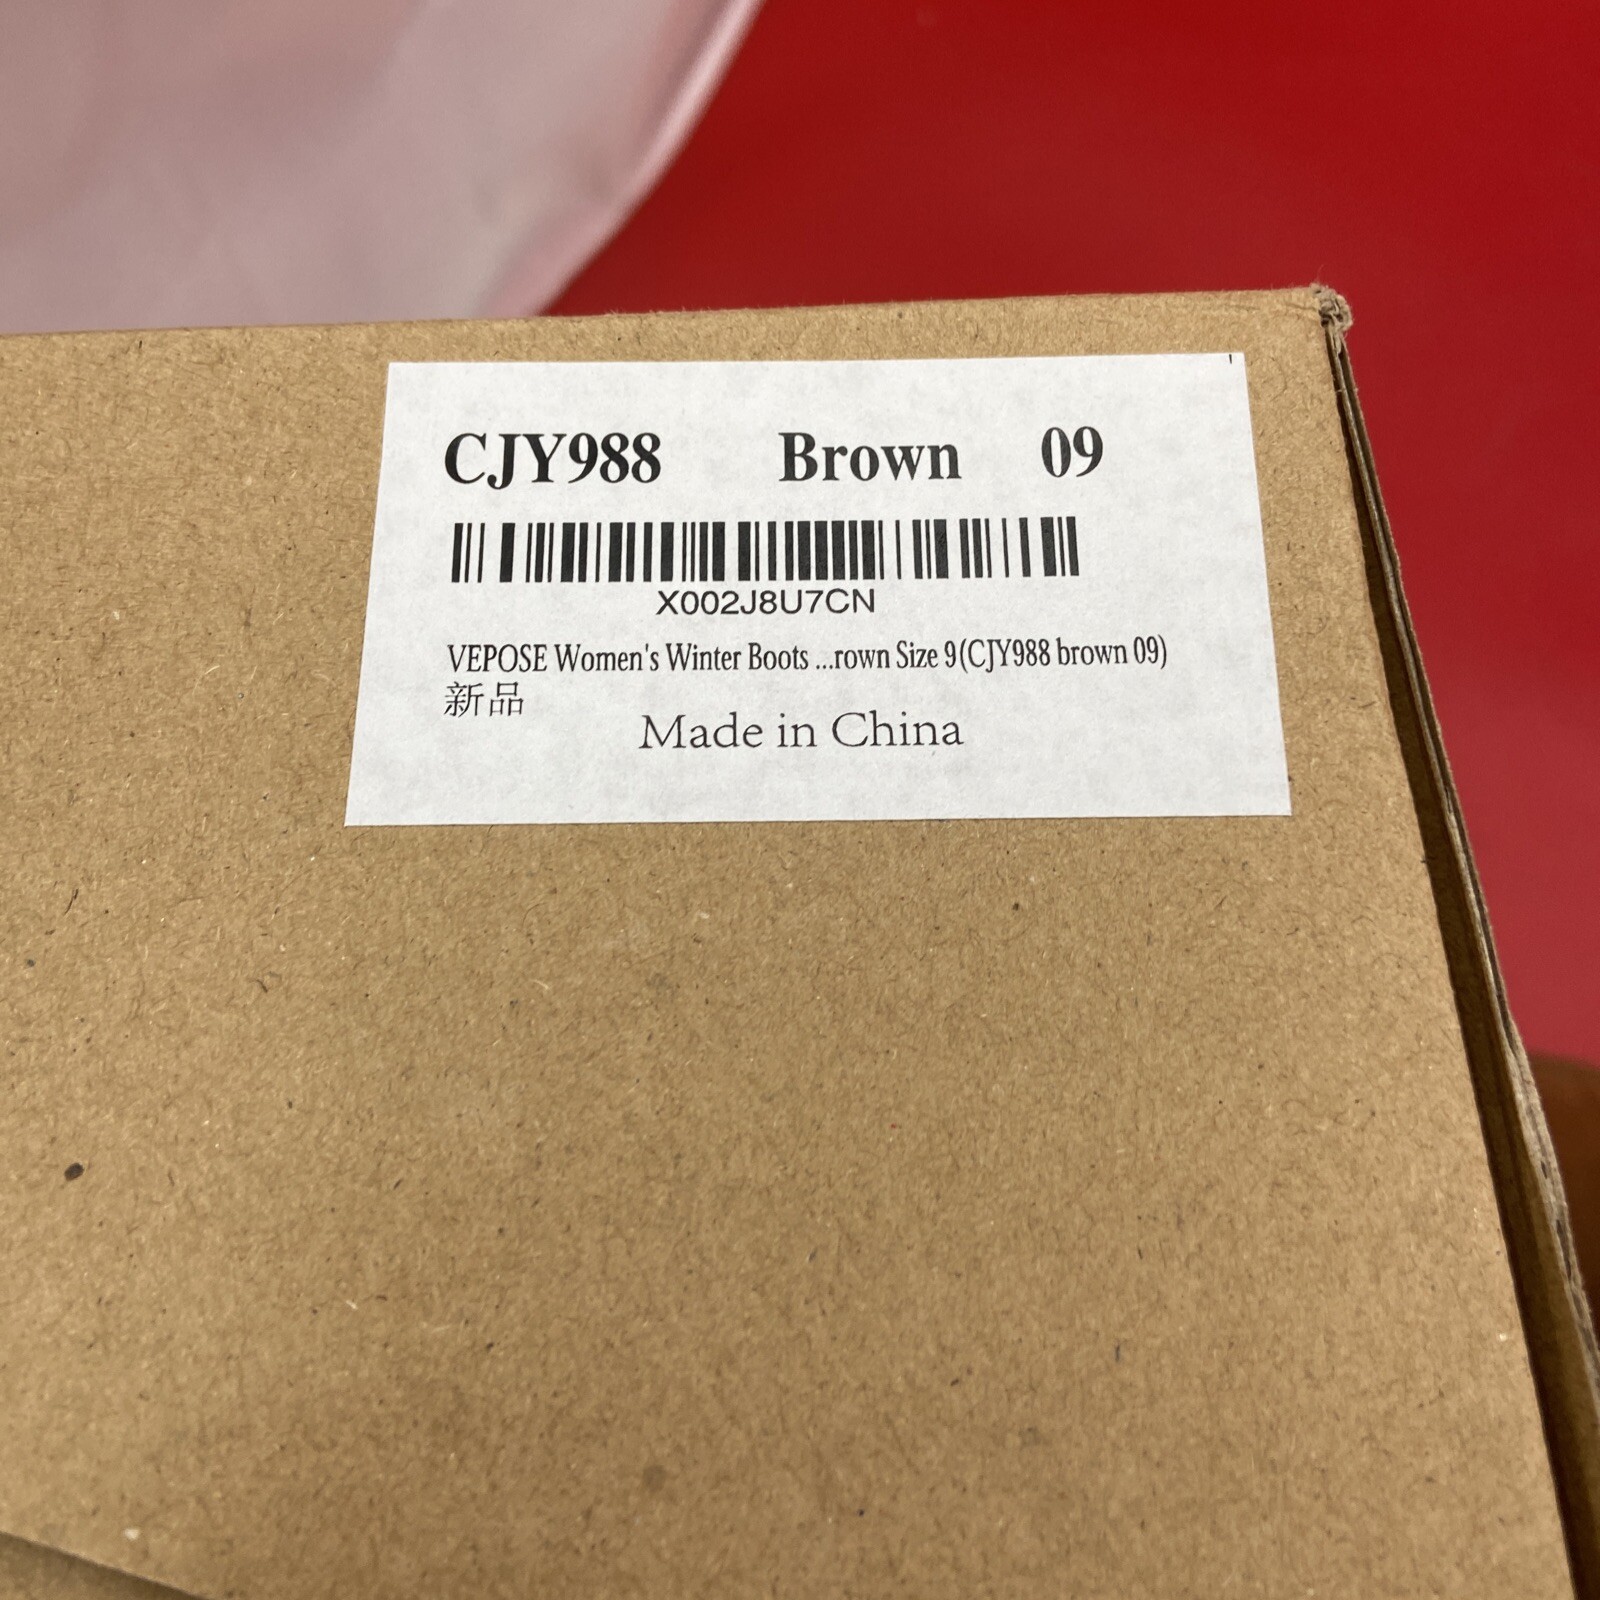 CJY988 Brown 09
X002J8U7CN
VEPOSE Women's Winter Boots ...rown Size 9(CJY988 brown 09)
新品
Made in China